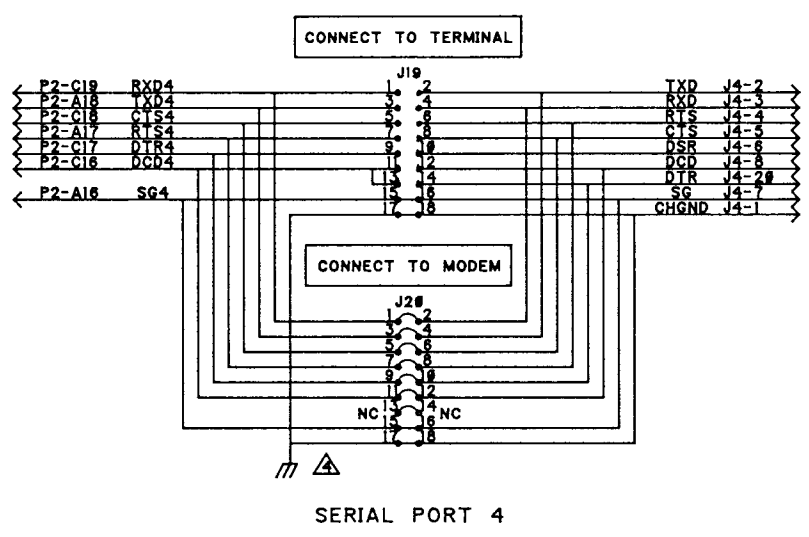 CONNECT TO TERMINAL
J19
P2-C19 RXD4 1 2 TXD J4-2
P2-A18 TXD4 3 4 RXD J4-3
P2-C18 CTS4 5 6 RTS J4-4
P2-A17 RTS4 7 8 CTS J4-5
P2-C17 DTR4 9 10 DSR J4-6
P2-C16 DCD4 11 12 DCD J4-8
13 14 DTR J4-20
P2-A16 SG4 15 16 SG J4-7
17 18 CHGND J4-1
CONNECT TO MODEM
J20
1 2
3 4
5 6
7 8
9 10
11 12
NC 13 14 NC
15 16
17 18
4
SERIAL PORT 4